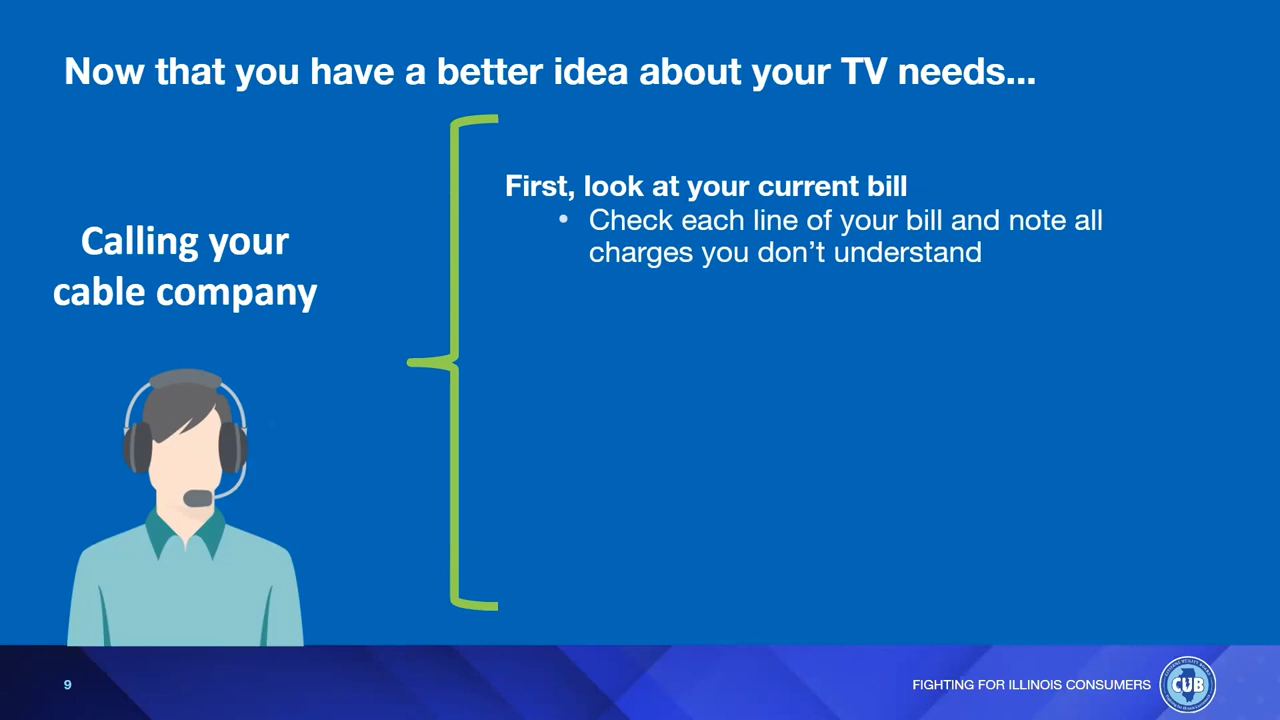 Now that you have a better idea about your TV needs...
Calling your
cable company
First, look at your current bill
• Check each line of your bill and note all
charges you don’t understand
9
FIGHTING FOR ILLINOIS CONSUMERS
CUB